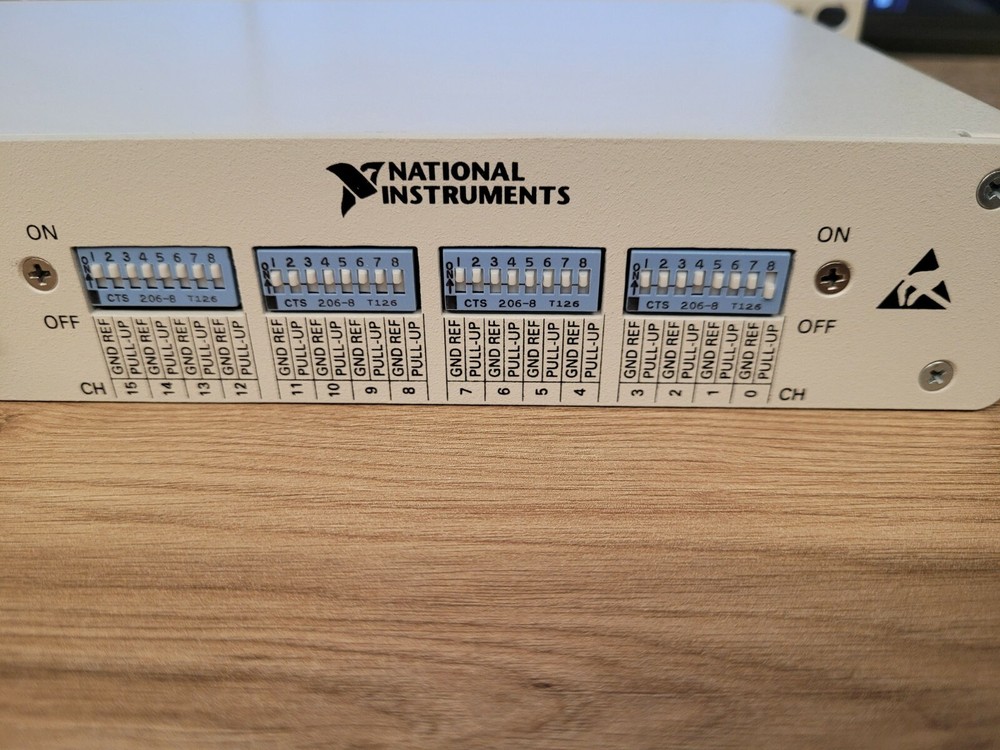 NATIONAL
INSTRUMENTS
ON
ON
1 2 3 4 5 6 7 8
ON
CTS 206-8 T126
1 2 3 4 5 6 7 8
ON
CTS 206-8 T126
1 2 3 4 5 6 7 8
ON
CTS 206-8 T126
1 2 3 4 5 6 7 8
ON
CTS 206-8 T126
OFF
OFF
GND REF PULL-UP GND REF PULL-UP GND REF PULL-UP GND REF PULL-UP
GND REF PULL-UP GND REF PULL-UP GND REF PULL-UP GND REF PULL-UP
GND REF PULL-UP GND REF PULL-UP GND REF PULL-UP GND REF PULL-UP
GND REF PULL-UP GND REF PULL-UP GND REF PULL-UP GND REF PULL-UP
CH 15 14 13 12 11 10 9 8 7 6 5 4 3 2 1 0 CH